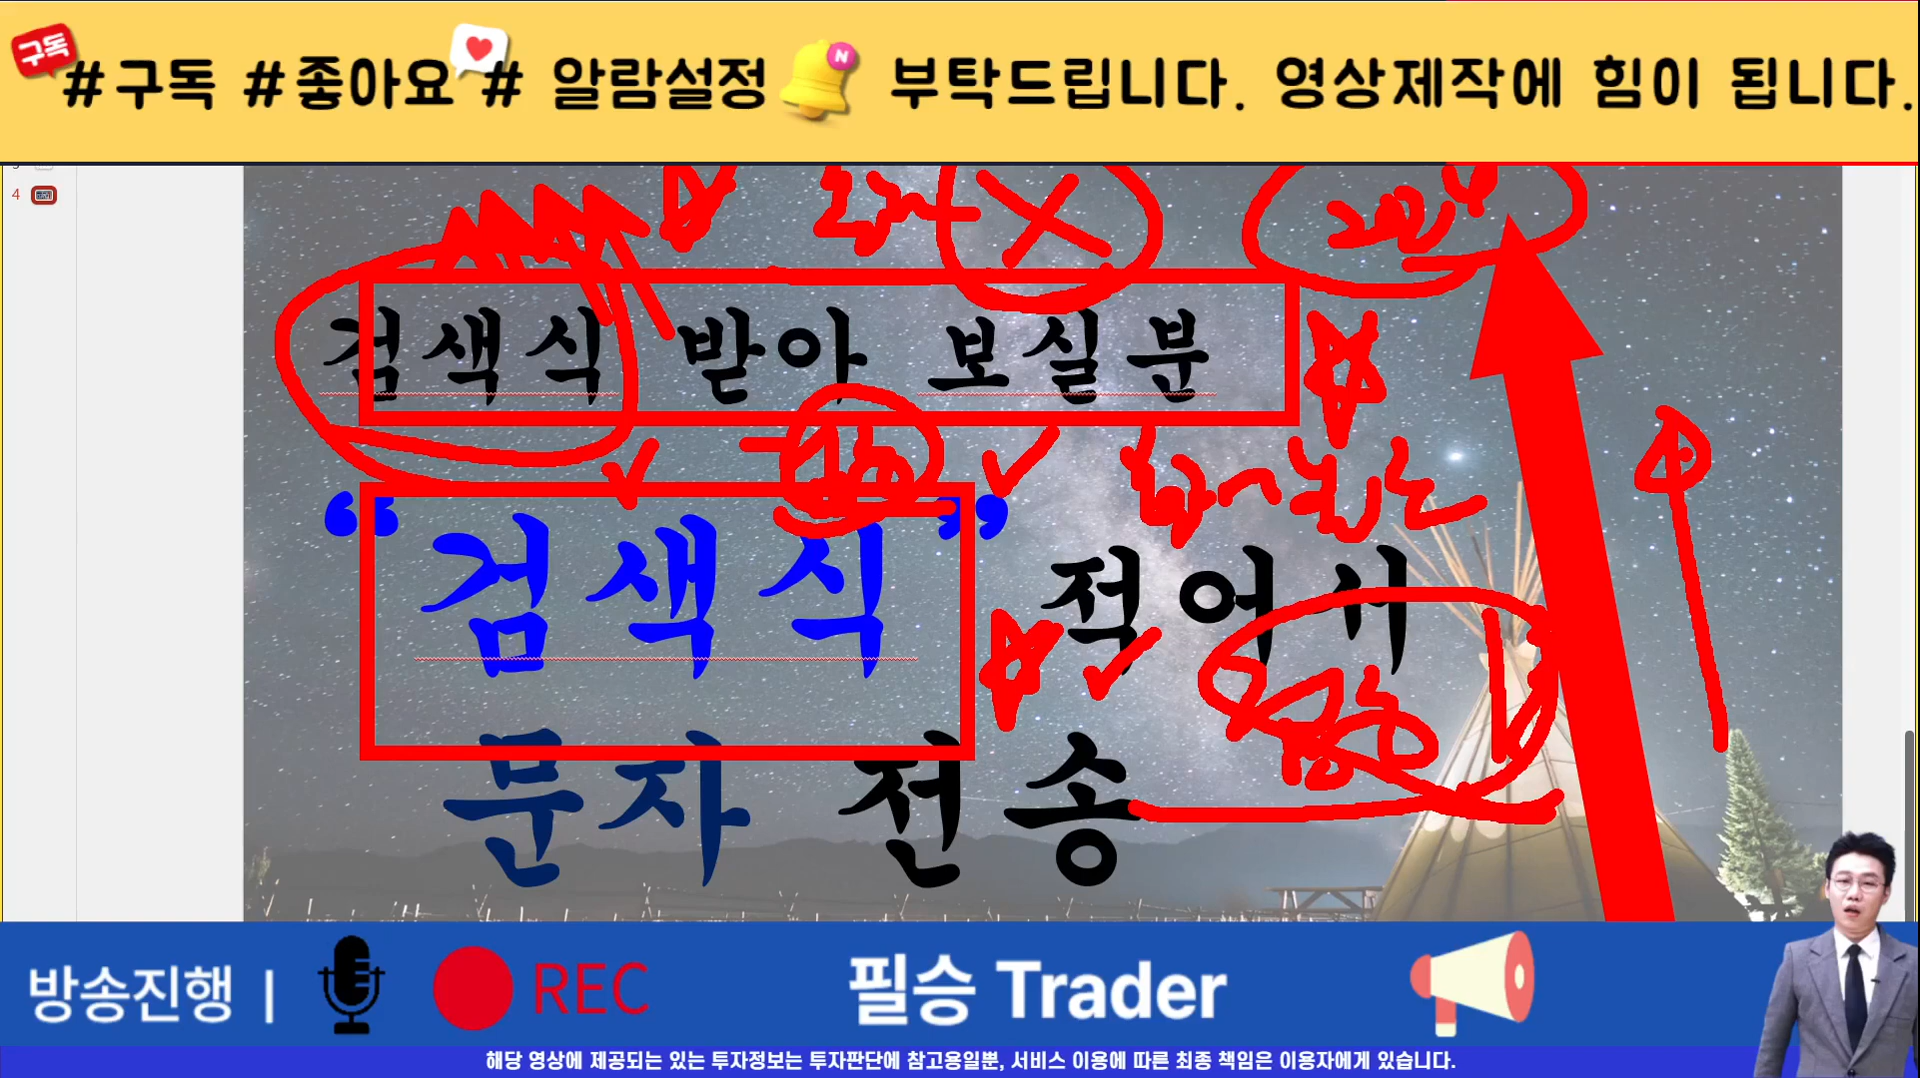 구독
#구독 #좋아요 # 알람설정 N 부탁드립니다. 영상제작에 힘이 됩니다.
4
검색식 받아 보실분
“검색식” 적어서
문자 전송
방송진행 | REC 필승 Trader
해당 영상에 제공되는 있는 투자정보는 투자판단에 참고용일뿐, 서비스 이용에 따른 최종 책임은 이용자에게 있습니다.